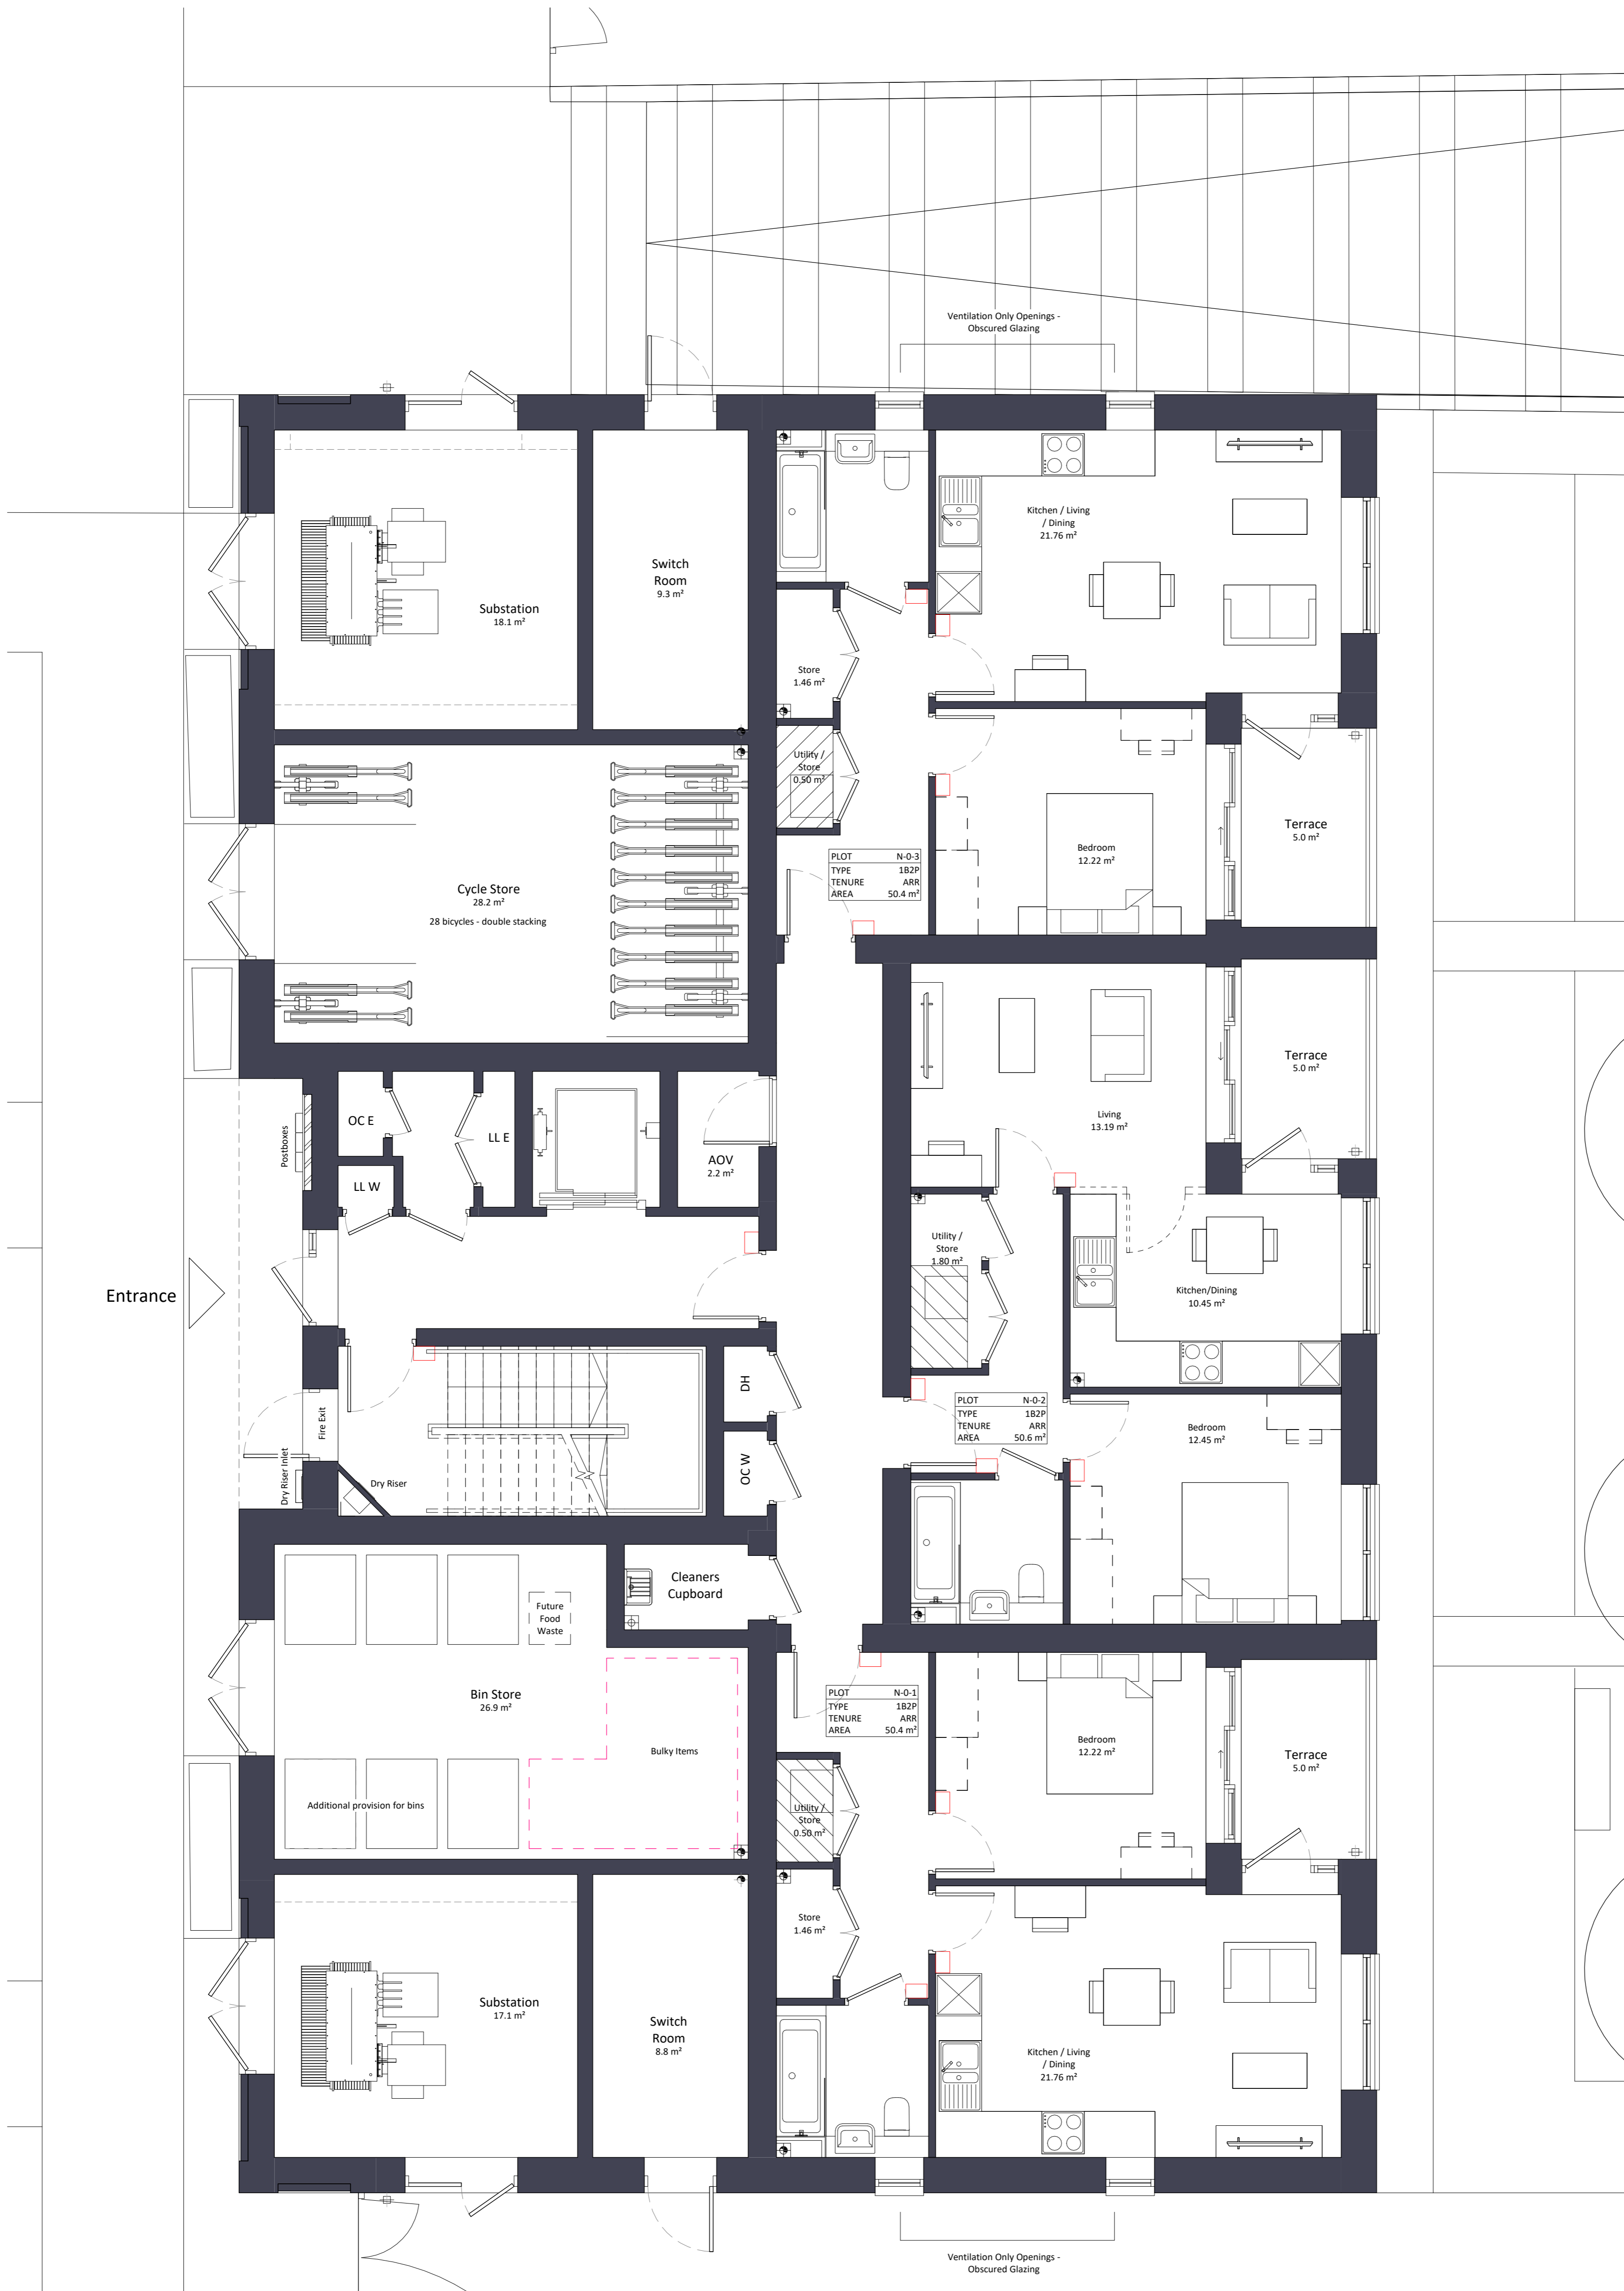 Ventilation Only Openings -
Obscured Glazing
Substation
18.1 m²
Switch
Room
9.3 m²
Kitchen / Living
/ Dining
21.76 m²
Store
1.46 m²
Utility /
Store
0.50 m²
Bedroom
12.22 m²
Terrace
5.0 m²
PLOT N-0-3
TYPE 1B2P
TENURE ARR
AREA 50.4 m²
Cycle Store
28.2 m²
28 bicycles - double stacking
Terrace
5.0 m²
Living
13.19 m²
Postboxes
OC E
LL E
LL W
AOV
2.2 m²
Utility /
Store
1.80 m²
Kitchen/Dining
10.45 m²
Entrance
DH
OC W
Fire Exit
Dry Riser Inlet
Dry Riser
PLOT N-0-2
TYPE 1B2P
TENURE ARR
AREA 50.6 m²
Bedroom
12.45 m²
Cleaners
Cupboard
Future
Food
Waste
Bin Store
26.9 m²
Bulky Items
Additional provision for bins
PLOT N-0-1
TYPE 1B2P
TENURE ARR
AREA 50.4 m²
Bedroom
12.22 m²
Terrace
5.0 m²
Utility /
Store
0.50 m²
Store
1.46 m²
Substation
17.1 m²
Switch
Room
8.8 m²
Kitchen / Living
/ Dining
21.76 m²
Ventilation Only Openings -
Obscured Glazing